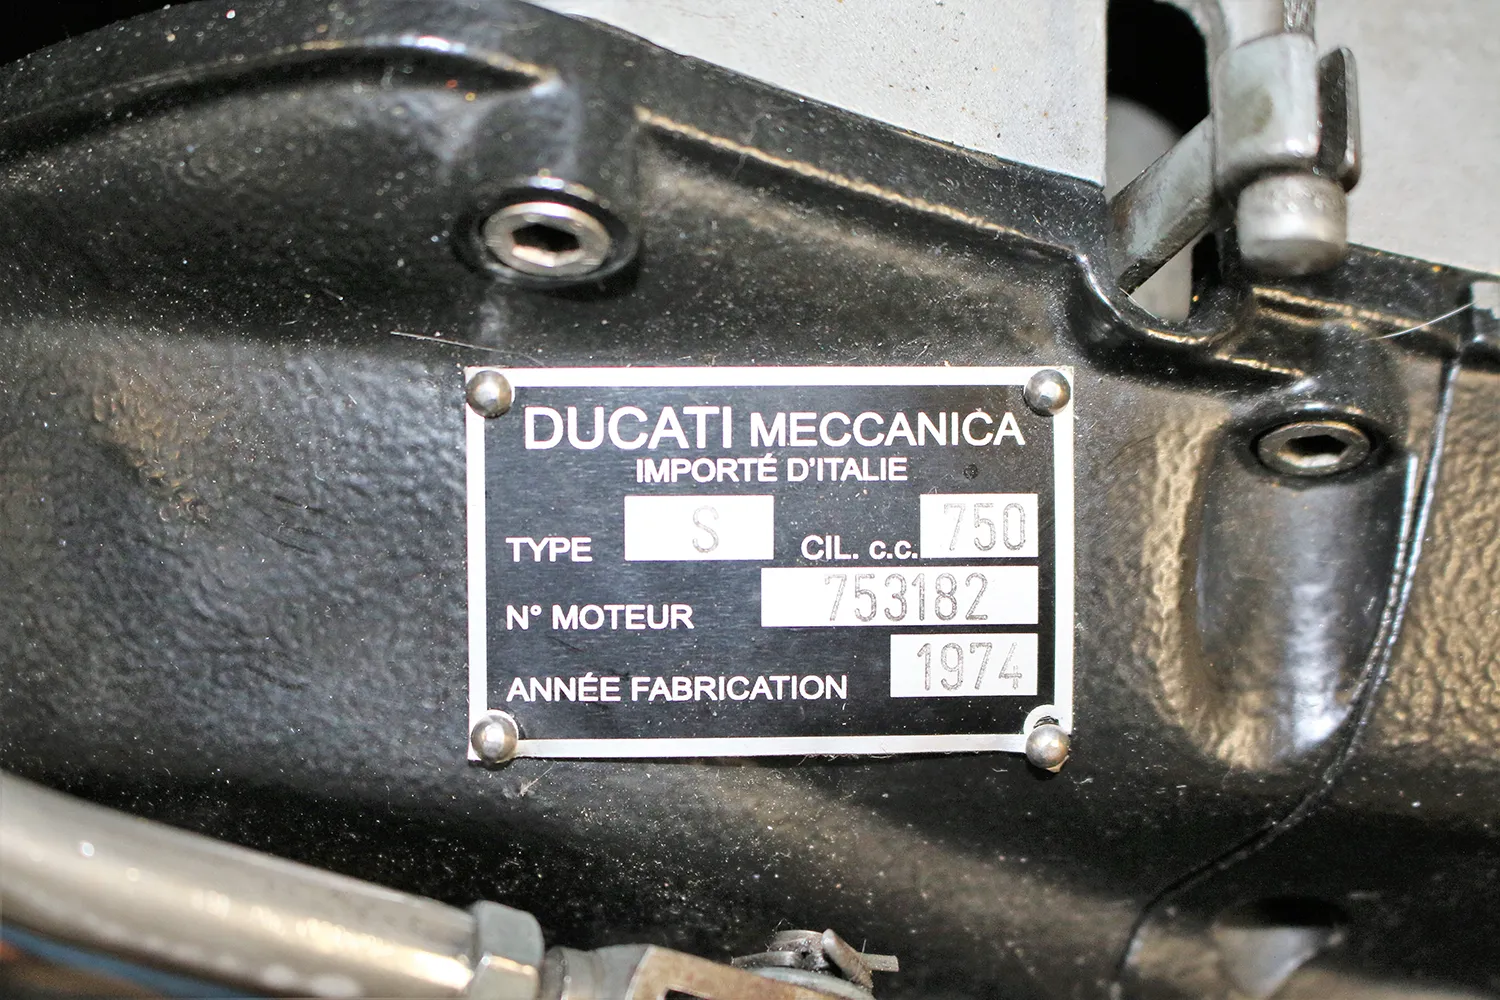 DUCATI MECCANICA
IMPORTÉ D'ITALIE
TYPE S CIL. c.c. 750
N° MOTEUR 753182
ANNÉE FABRICATION 1974